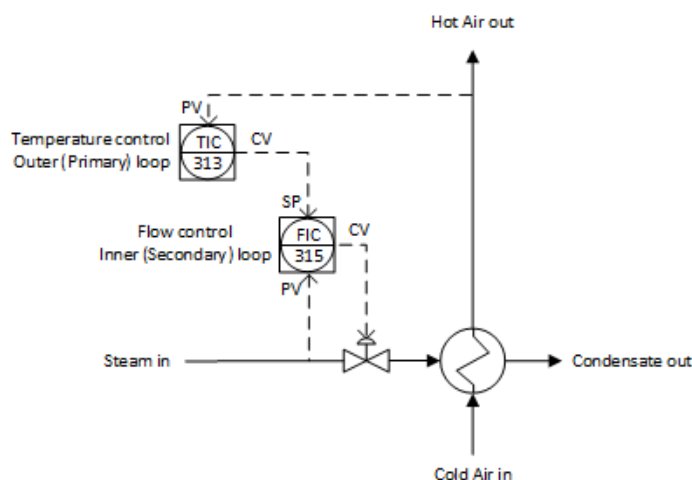 Hot Air out
PV
Temperature control
Outer (Primary) loop
TIC
313
CV
SP
Flow control
Inner (Secondary) loop
FIC
315
CV
PV
Steam in
Condensate out
Cold Air in